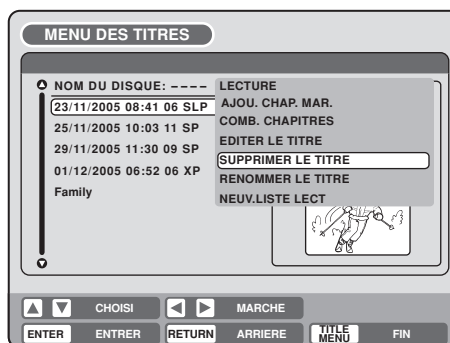 MENU DES TITRES
NOM DU DISQUE: ----
23/11/2005 08:41 06 SLP
25/11/2005 10:03 11 SP
29/11/2005 11:30 09 SP
01/12/2005 06:52 06 XP
Family
LECTURE
AJOU. CHAP. MAR.
COMB. CHAPITRES
EDITER LE TITRE
SUPPRIMER LE TITRE
RENOMMER LE TITRE
NEUV.LISTE LECT
CHOISI MARCHE
ENTER ENTRER RETURN ARRIERE TITLE MENU FIN